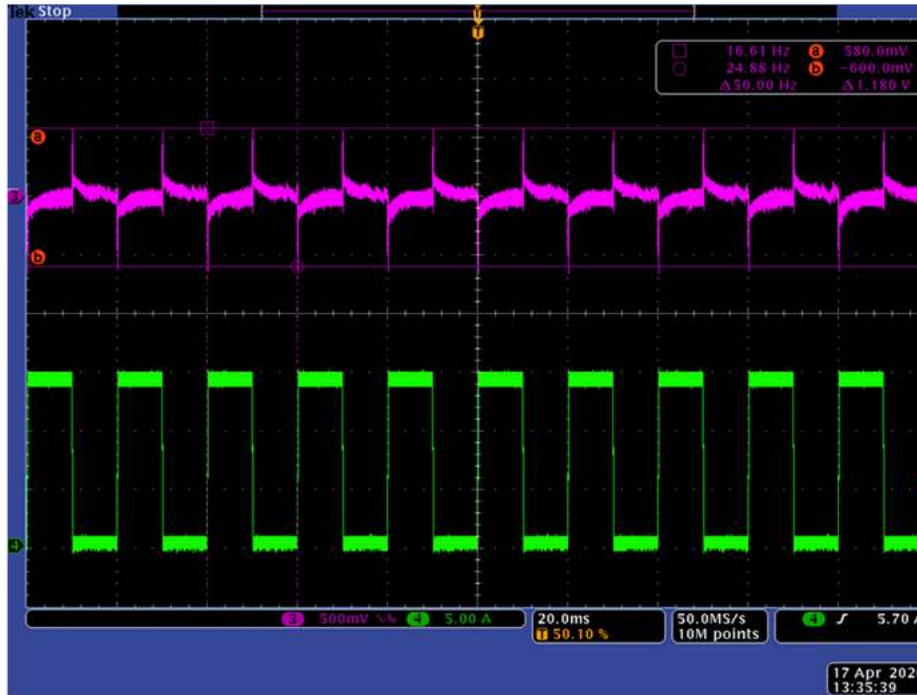 Tek Stop
T
16.61 Hz a 580.0mV
24.88 Hz b -600.0mV
Δ50.00 Hz Δ1.180 V
a
3
b
4
3 500mV 4 5.00 A
20.0ms
T 50.10 %
50.0MS/s
10M points
4 5.70 A
17 Apr 202
13:35:39